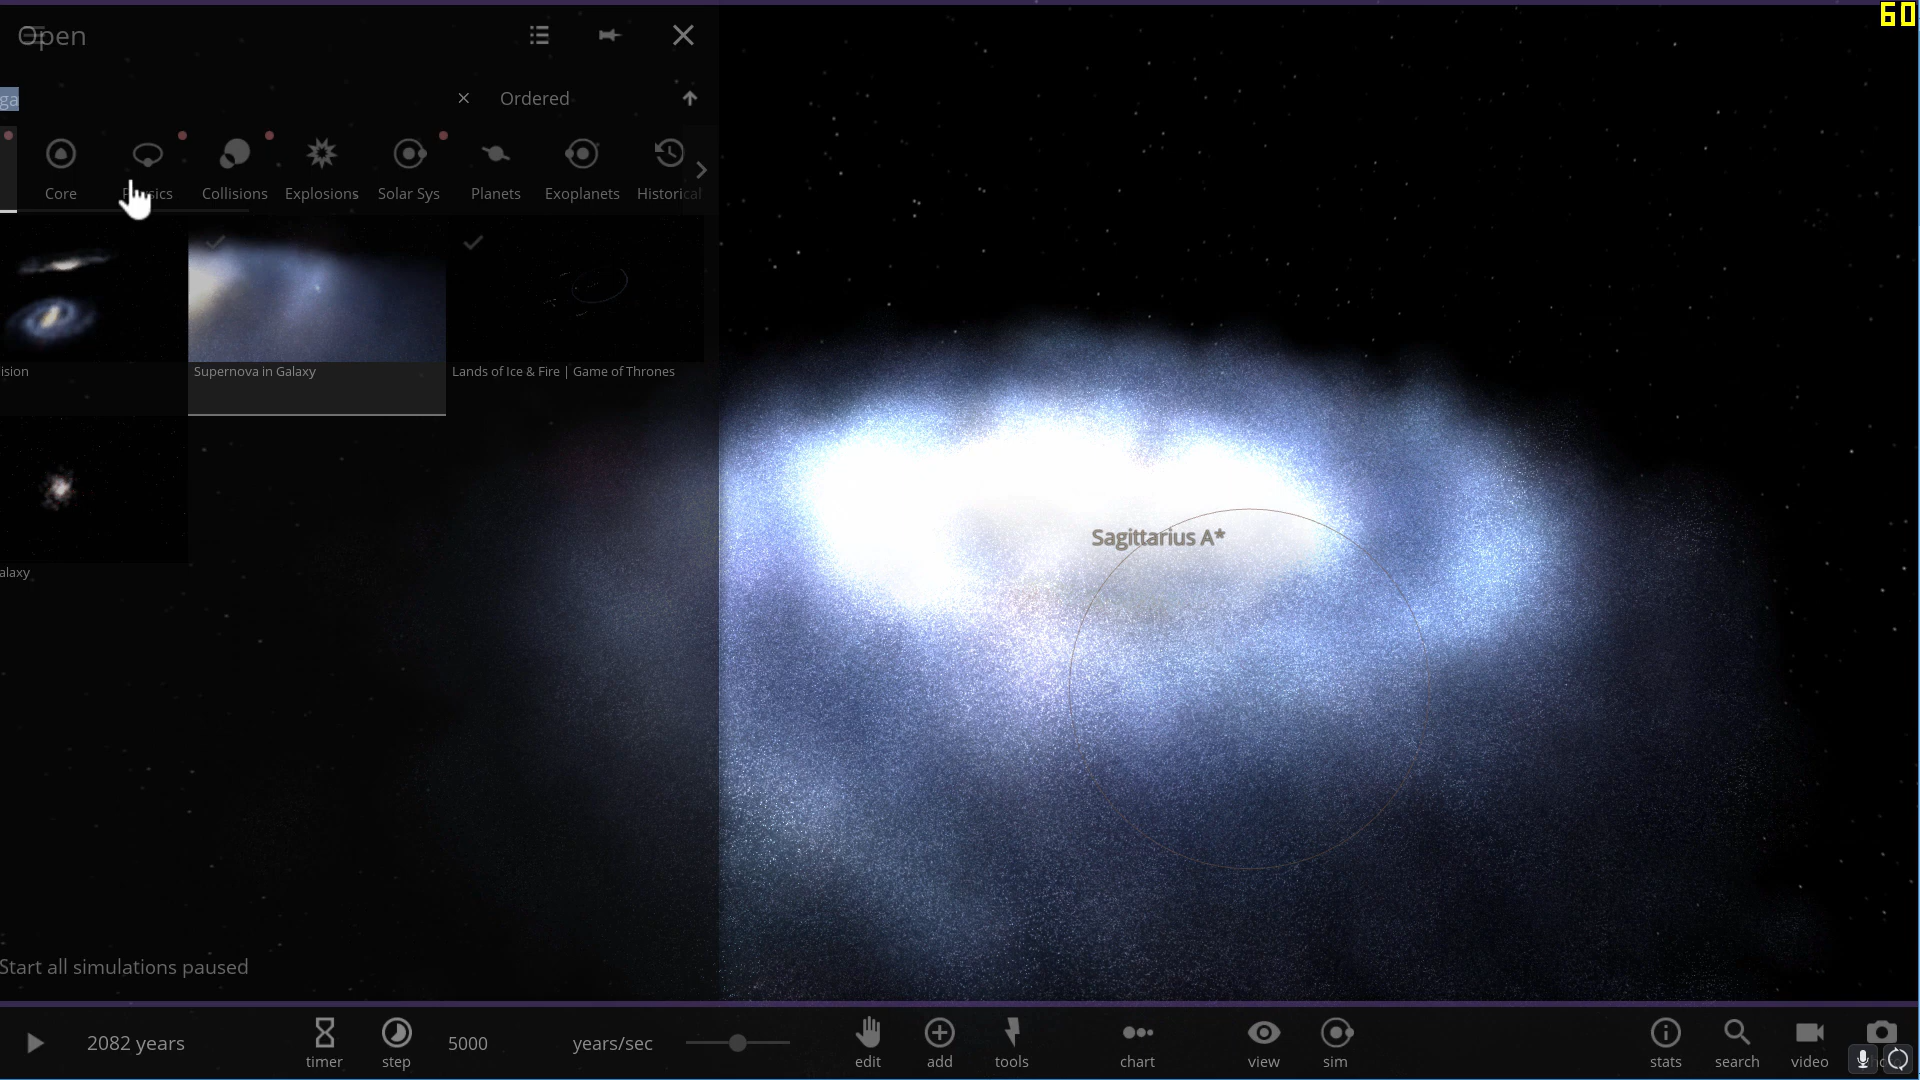 Open
60
ga
Ordered
Core
Physics
Collisions
Explosions
Solar Sys
Planets
Exoplanets
Historical
ision
Supernova in Galaxy
Lands of Ice & Fire | Game of Thrones
Sagittarius A*
alaxy
Start all simulations paused
2082 years
timer
step
5000
years/sec
edit
add
tools
chart
view
sim
stats
search
video